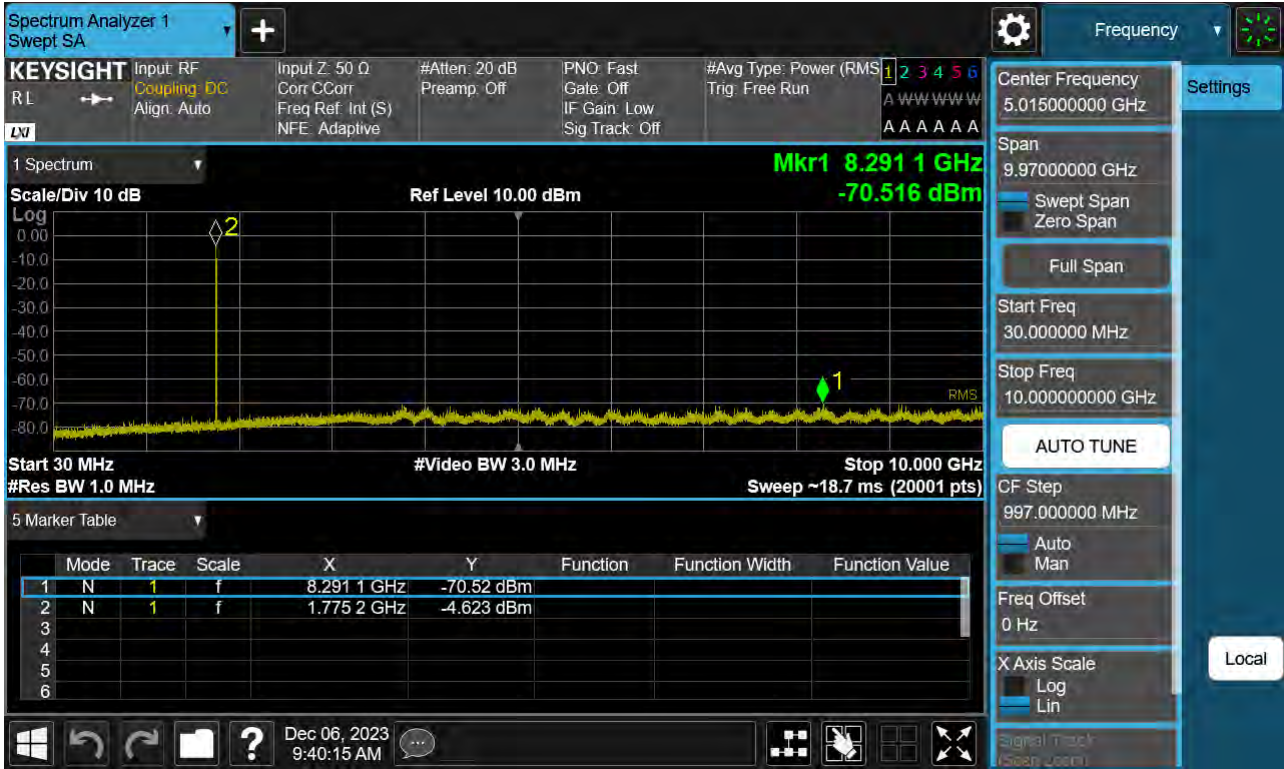 Spectrum Analyzer 1
Swept SA
+
Frequency
KEYSIGHT
RL
LXI
Input: RF
Coupling: DC
Align: Auto
Input Z: 50 Ω
Corr CCorr
Freq Ref: Int (S)
NFE: Adaptive
#Atten: 20 dB
Preamp: Off
PNO: Fast
Gate: Off
IF Gain: Low
Sig Track: Off
#Avg Type: Power (RMS
Trig: Free Run
1 2 3 4 5 6
A W W W W W
A A A A A A
1 Spectrum
Scale/Div 10 dB
Ref Level 10.00 dBm
Mkr1 8.291 1 GHz
-70.516 dBm
Log
0.00
-10.0
-20.0
-30.0
-40.0
-50.0
-60.0
-70.0
-80.0
2
1
RMS
Start 30 MHz
#Video BW 3.0 MHz
Stop 10.000 GHz
#Res BW 1.0 MHz
Sweep ~18.7 ms (20001 pts)
5 Marker Table
Mode Trace Scale X Y Function Function Width Function Value
1 N 1 f 8.291 1 GHz -70.52 dBm
2 N 1 f 1.775 2 GHz -4.623 dBm
3
4
5
6
?
Dec 06, 2023
9:40:15 AM
Center Frequency
5.015000000 GHz
Settings
Span
9.97000000 GHz
Swept Span
Zero Span
Full Span
Start Freq
30.000000 MHz
Stop Freq
10.000000000 GHz
AUTO TUNE
CF Step
997.000000 MHz
Auto
Man
Freq Offset
0 Hz
X Axis Scale
Log
Lin
Local
Signal Track
(Span Zoom)